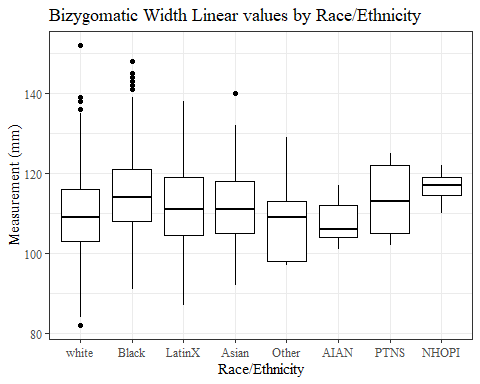 Bizygomatic Width Linear values by Race/Ethnicity
Measurement (mm)
140
120
100
80
white Black LatinX Asian Other AIAN PTNS NHOPI
Race/Ethnicity